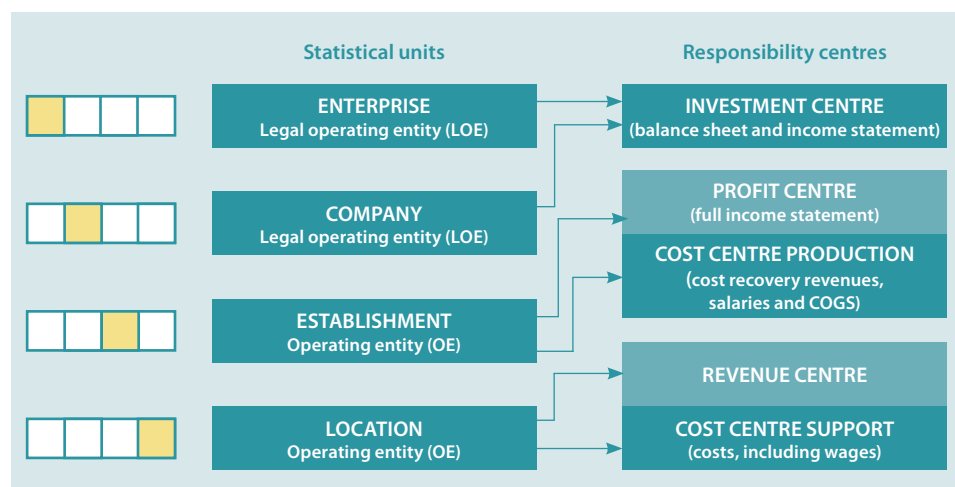 Statistical units
Responsibility centres
ENTERPRISE
Legal operating entity (LOE)
INVESTMENT CENTRE
(balance sheet and income statement)
COMPANY
Legal operating entity (LOE)
PROFIT CENTRE
(full income statement)
COST CENTRE PRODUCTION
(cost recovery revenues,
salaries and COGS)
ESTABLISHMENT
Operating entity (OE)
REVENUE CENTRE
LOCATION
Operating entity (OE)
COST CENTRE SUPPORT
(costs, including wages)